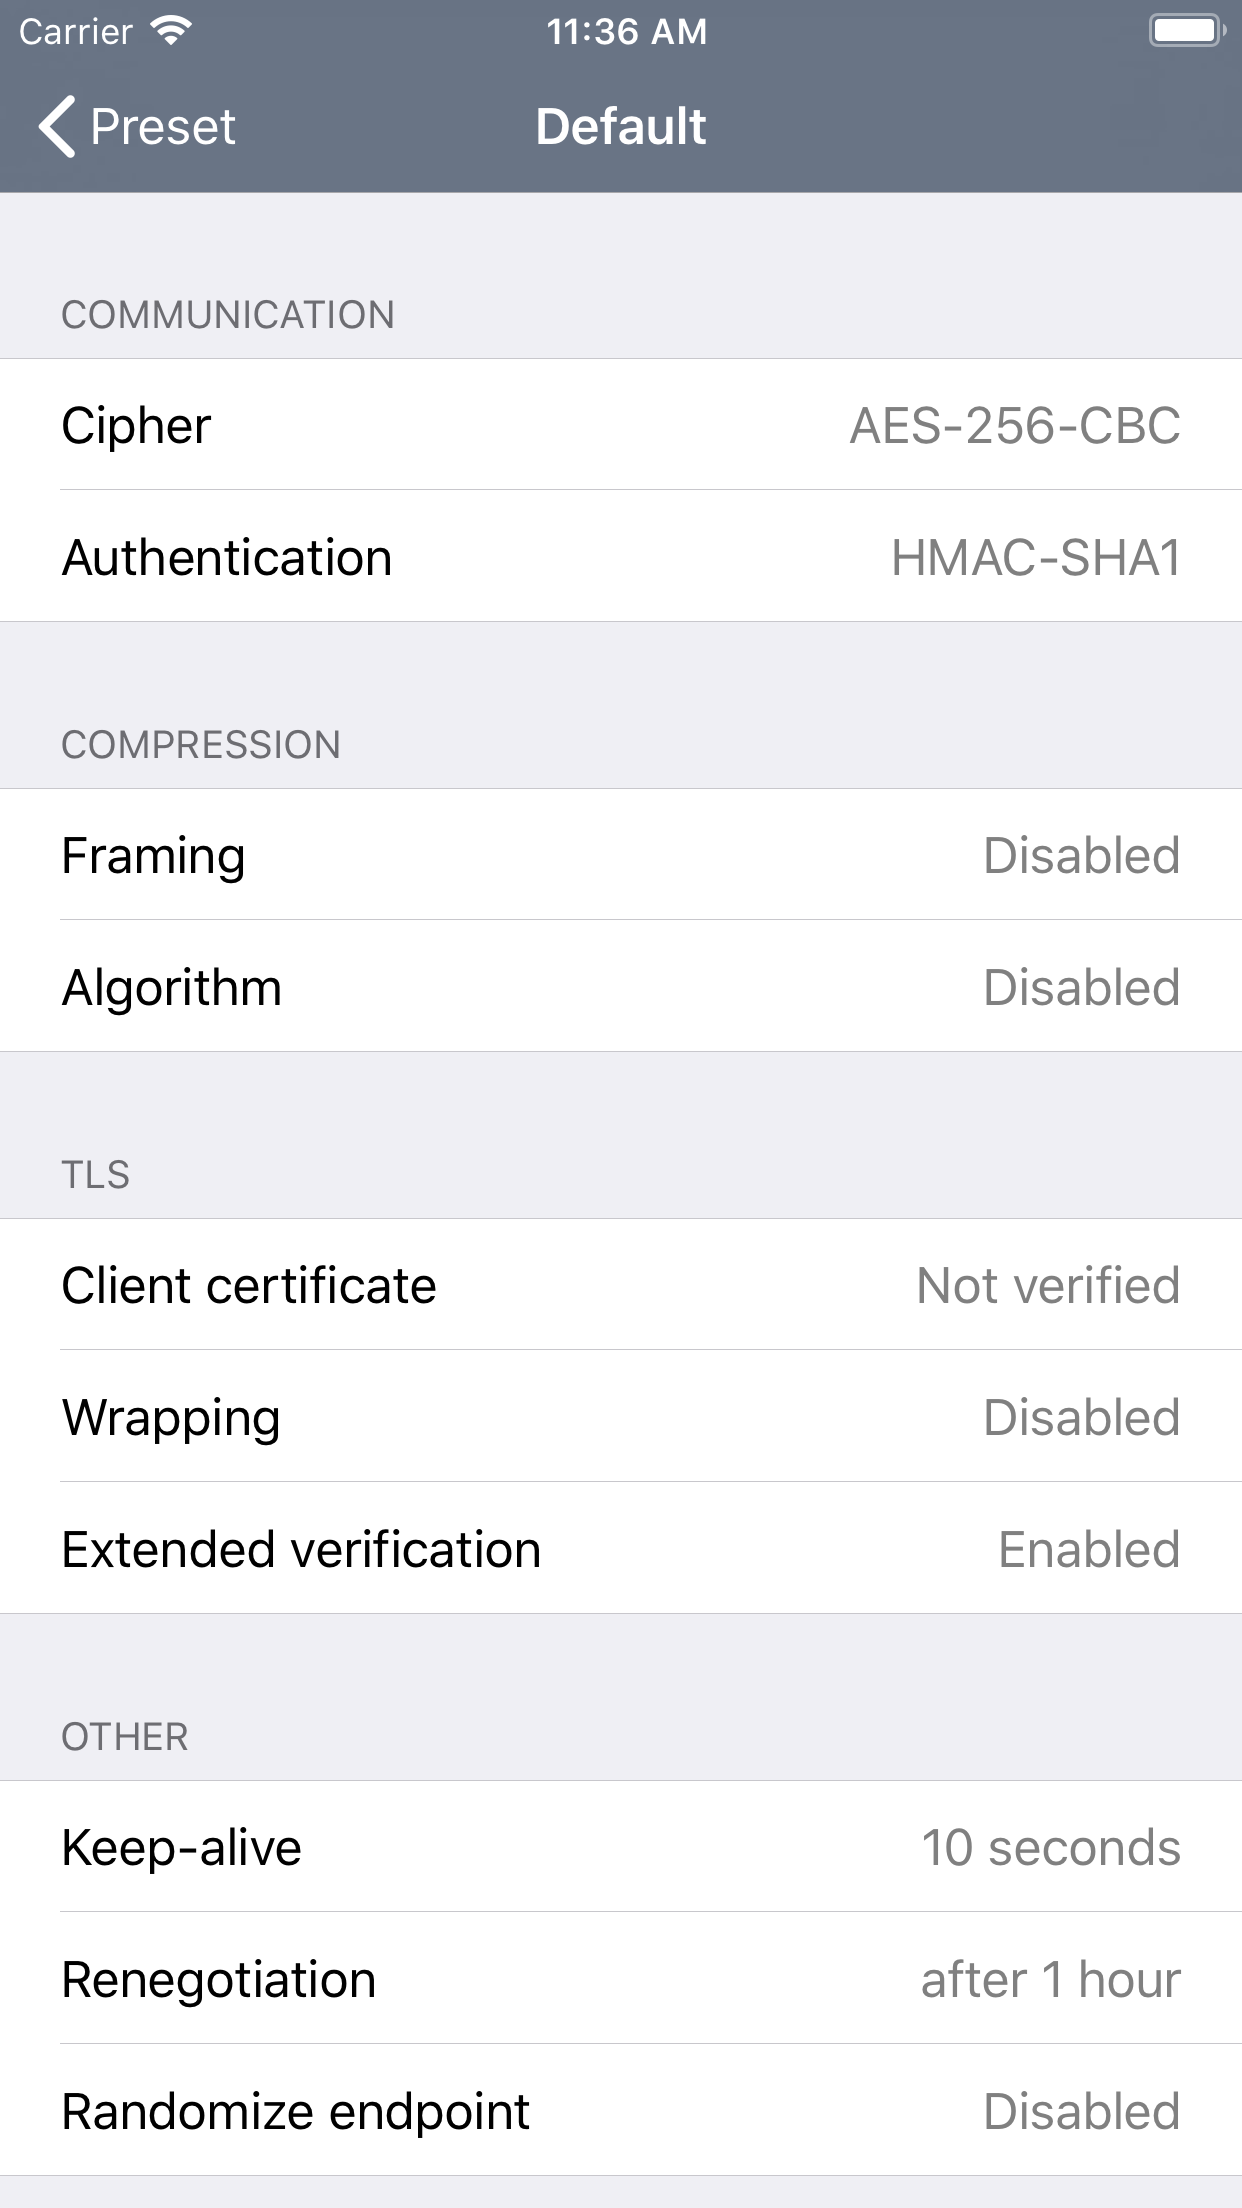 Carrier 11:36 AM
Preset Default
COMMUNICATION
Cipher AES-256-CBC
Authentication HMAC-SHA1
COMPRESSION
Framing Disabled
Algorithm Disabled
TLS
Client certificate Not verified
Wrapping Disabled
Extended verification Enabled
OTHER
Keep-alive 10 seconds
Renegotiation after 1 hour
Randomize endpoint Disabled